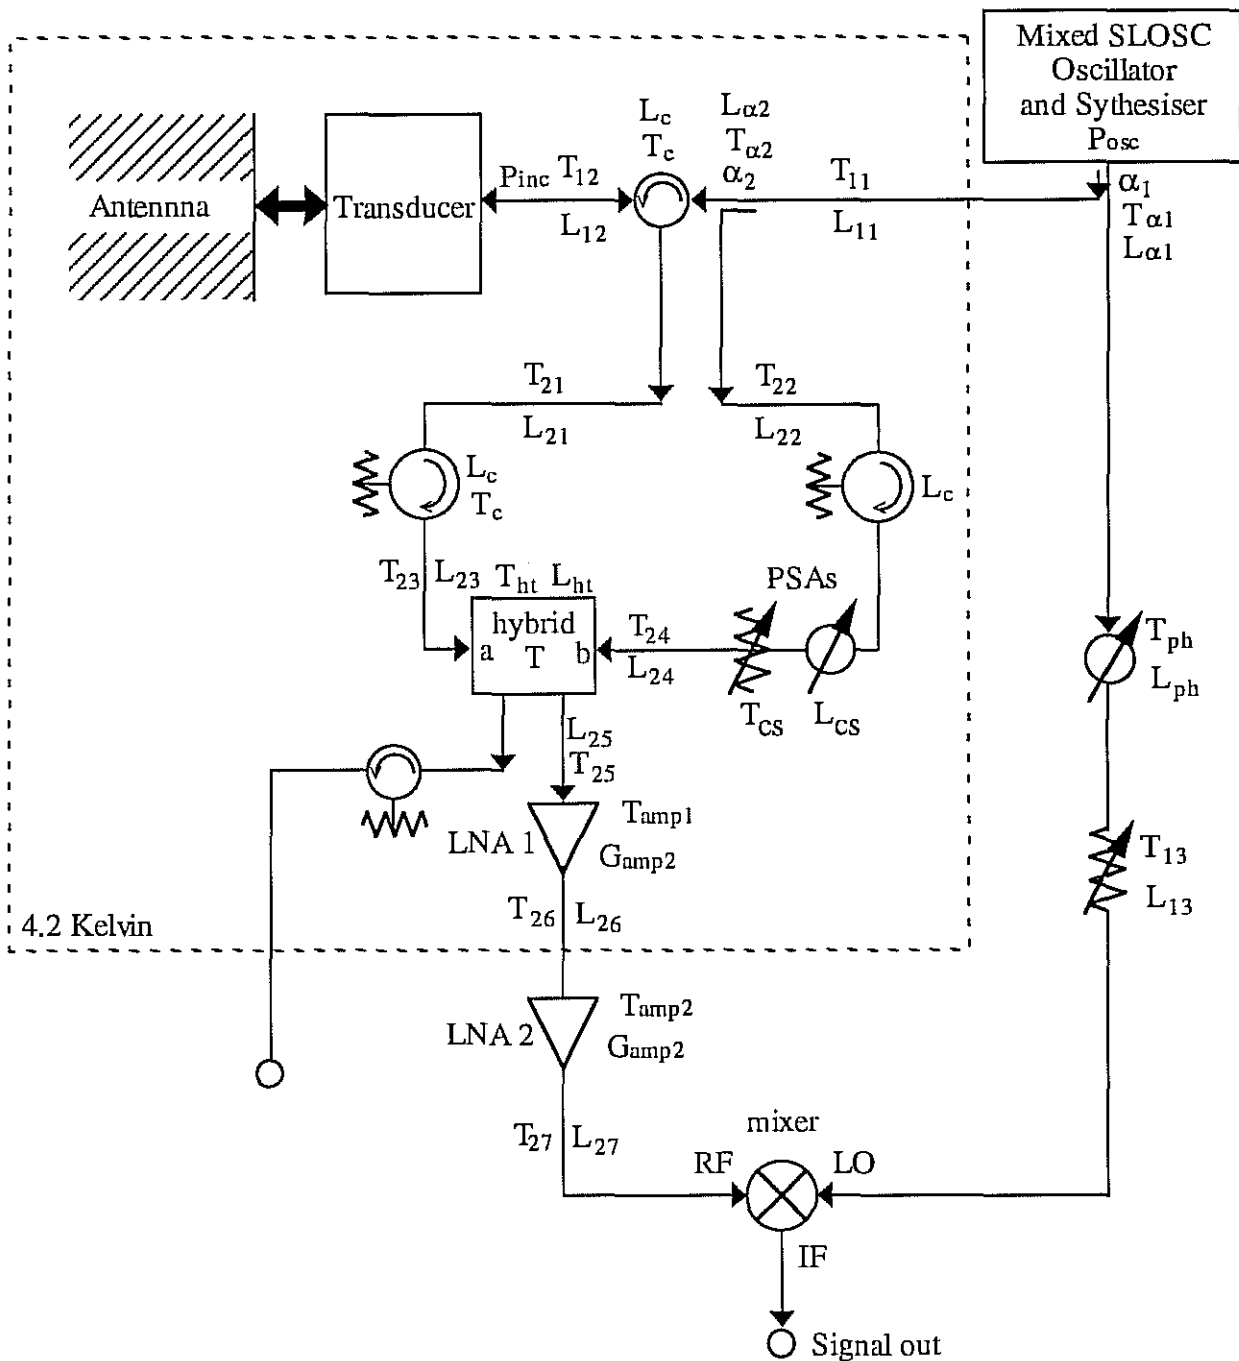 Mixed SLOSC
Oscillator
and Sythesiser
Posc
Antennna
Transducer
Pinc
T12
L12
Lc
Tc
Lα2
Tα2
α2
T11
L11
α1
Tα1
Lα1
T21
L21
T22
L22
Lc
Tc
Lc
T23
L23
Tht
Lht
hybrid
T
a
b
T24
L24
PSAs
Tcs
Lcs
Tph
Lph
L25
T25
LNA 1
Tamp1
Gamp2
T13
L13
T26
L26
4.2 Kelvin
LNA 2
Tamp2
Gamp2
T27
L27
mixer
RF
LO
IF
Signal out